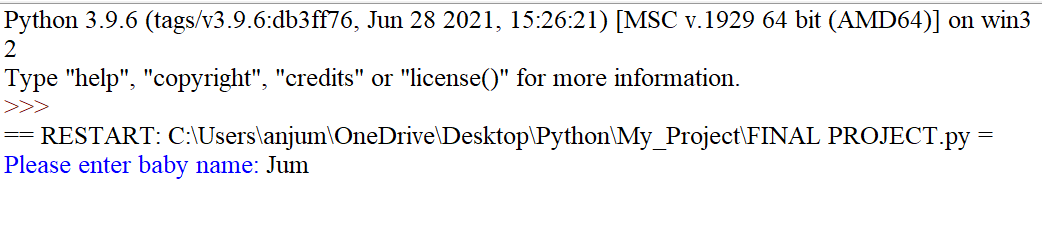 Python 3.9.6 (tags/v3.9.6:db3ff76, Jun 28 2021, 15:26:21) [MSC v.1929 64 bit (AMD64)] on win3
2
Type "help", "copyright", "credits" or "license()" for more information.
>>>
== RESTART: C:\Users\anjum\OneDrive\Desktop\Python\My_Project\FINAL PROJECT.py =
Please enter baby name: Jum